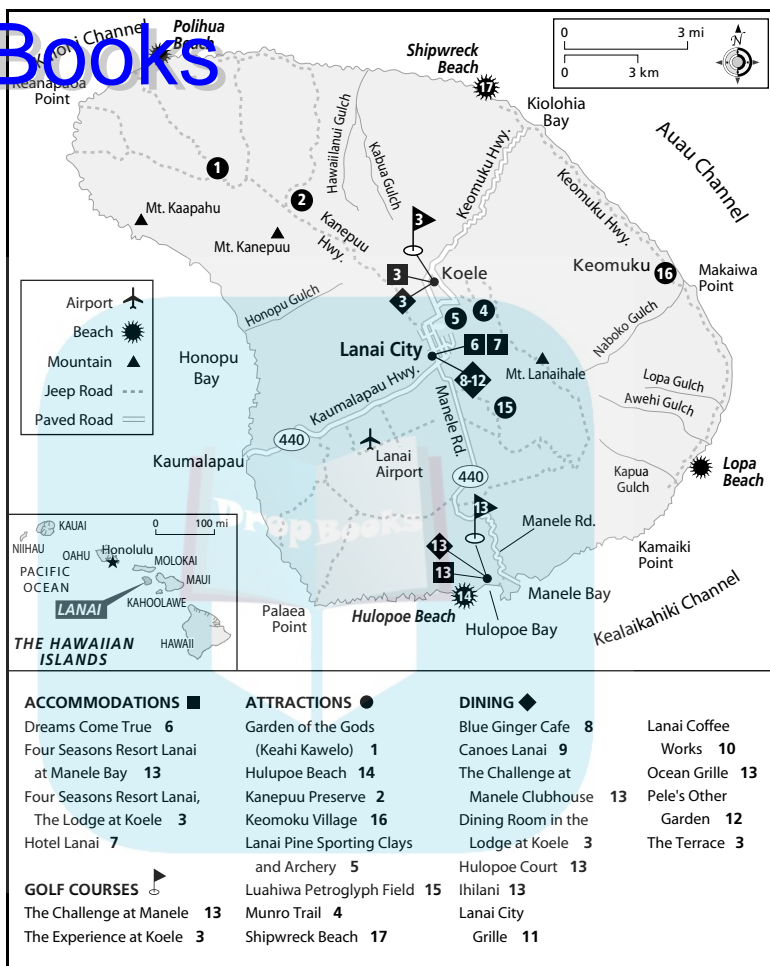 Books
Kalohi Channel
Polihua
Beach
Keanapapa
Point
Shipwreck
Beach
17
0 3 mi
0 3 km
N
Kiolohia
Bay
Auau Channel
Hawaiilanui Gulch
Kabua Gulch
Keomuku Hwy.
Keomuku Hwy.
1
2
Mt. Kaapahu
Mt. Kanepuu
Kanepuu
Hwy.
3
3
Koele
3
Keomuku
16
Makaiwa
Point
Airport
Beach
Mountain
Jeep Road
Paved Road
Honopu Gulch
Honopu
Bay
5
4
Lanai City
6 7
8-12
Mt. Lanaihale
Naboko Gulch
Lopa Gulch
Awehi Gulch
15
Kaumalapau Hwy.
Manele Rd.
440
Kaumalapau
Lanai
Airport
440
Kapua
Gulch
Lopa
Beach
Drop Books
13
Manele Rd.
13
13
14
Kamaiki
Point
Manele Bay
Hulopoe Beach
Hulopoe Bay
Palaea
Point
Kealaikahiki Channel
KAUAI
0 100 mi
NIIHAU
OAHU
Honolulu
MOLOKAI
PACIFIC
OCEAN
MAUI
LANAI
KAHOOLAWE
HAWAII
THE HAWAIIAN
ISLANDS
ACCOMMODATIONS
Dreams Come True 6
Four Seasons Resort Lanai
at Manele Bay 13
Four Seasons Resort Lanai,
The Lodge at Koele 3
Hotel Lanai 7
GOLF COURSES
The Challenge at Manele 13
The Experience at Koele 3
ATTRACTIONS
Garden of the Gods
(Keahi Kawelo) 1
Hulupoe Beach 14
Kanepuu Preserve 2
Keomoku Village 16
Lanai Pine Sporting Clays
and Archery 5
Luahiwa Petroglyph Field 15
Munro Trail 4
Shipwreck Beach 17
DINING
Blue Ginger Cafe 8
Canoes Lanai 9
The Challenge at
Manele Clubhouse 13
Dining Room in the
Lodge at Koele 3
Hulopoe Court 13
Ihilani 13
Lanai City
Grille 11
Lanai Coffee
Works 10
Ocean Grille 13
Pele's Other
Garden 12
The Terrace 3